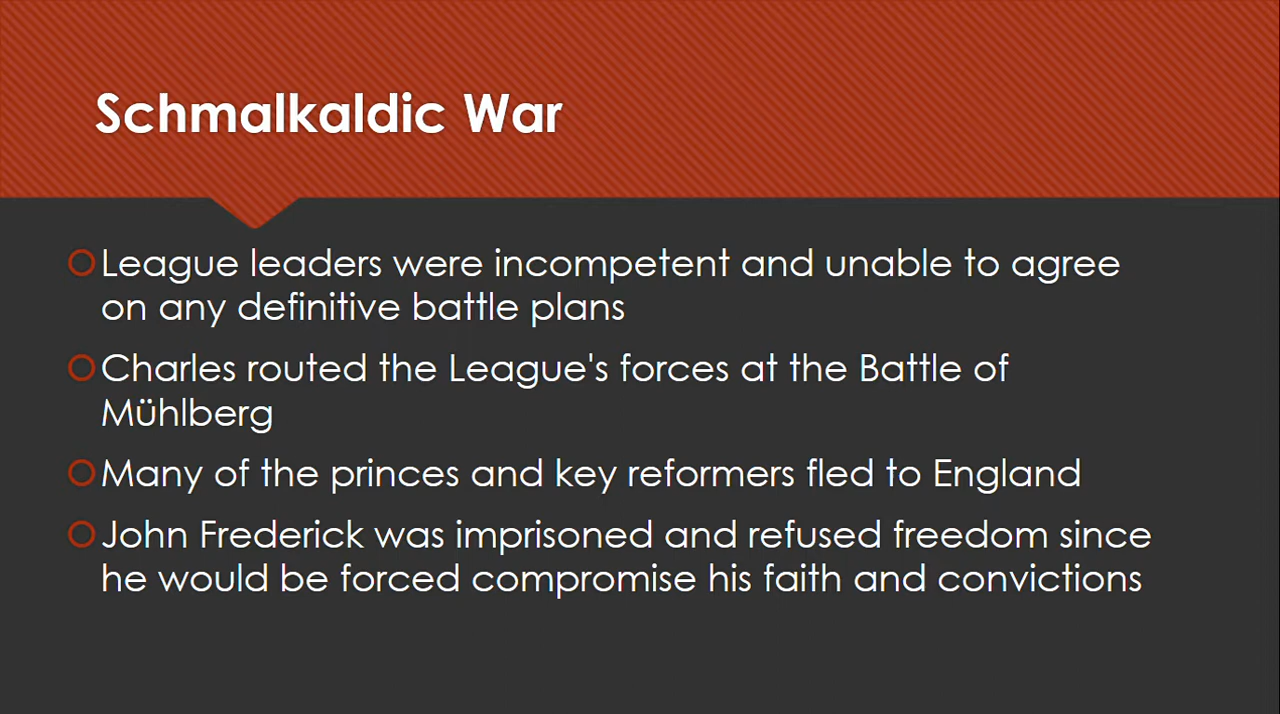 Schmalkaldic War
League leaders were incompetent and unable to agree
on any definitive battle plans
Charles routed the League's forces at the Battle of
Mühlberg
Many of the princes and key reformers fled to England
John Frederick was imprisoned and refused freedom since
he would be forced compromise his faith and convictions